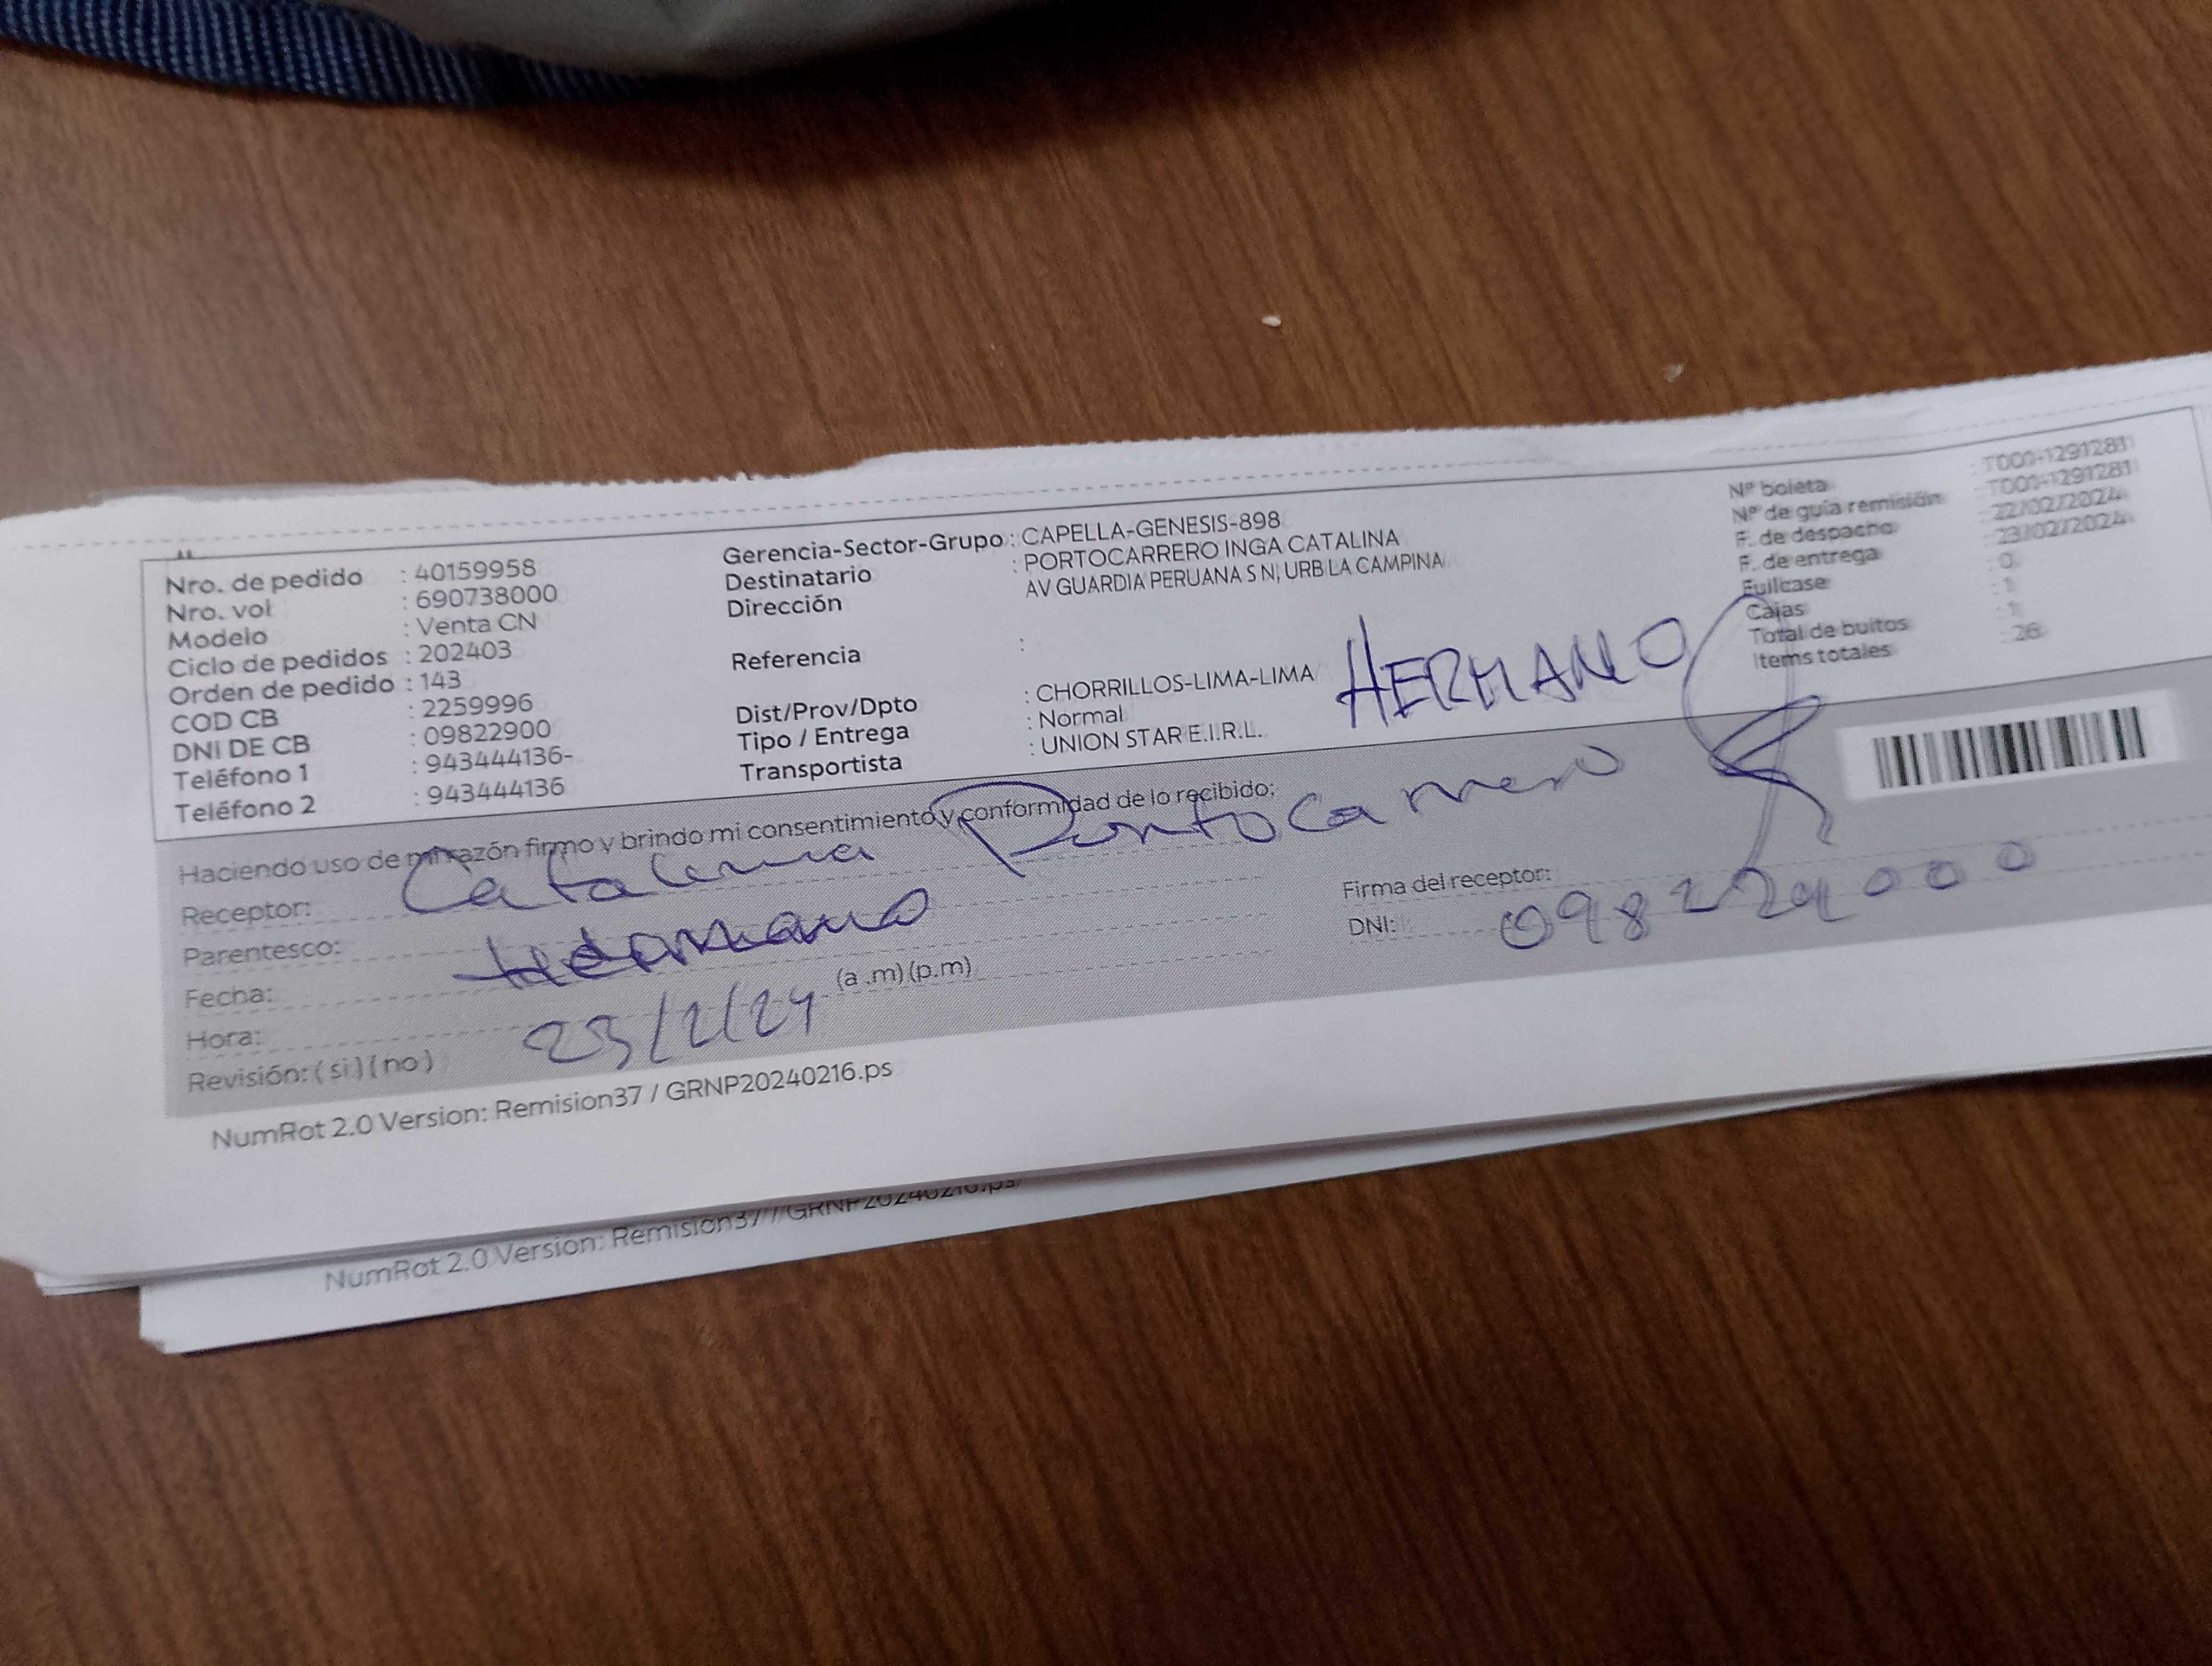 Nro. de pedido : 40159958
Nro. vol : 690738000
Modelo : Venta CN
Ciclo de pedidos : 202403
Orden de pedido : 143
COD CB : 2259996
DNI DE CB : 09822900
Teléfono 1 : 943444136-
Teléfono 2 : 943444136
Gerencia-Sector-Grupo : CAPELLA-GENESIS-898
Destinatario : PORTOCARRERO INGA CATALINA
Dirección AV GUARDIA PERUANA S N, URB LA CAMPINA
Referencia :
Dist/Prov/Dpto : CHORRILLOS-LIMA-LIMA
Tipo / Entrega : Normal
Transportista : UNION STAR E.I.R.L.
HERMANO
Nº boleta : T001-12912811
Nº de guía remisión : T001-12912811
F. de despacho : 22/02/2024
F. de entrega : 23/02/2024
Fullcase : 0
Cajas : 1
Total de bultos : 1
Items totales : 26
Haciendo uso de mi razón firmo y brindo mi consentimiento y conformidad de lo recibido:
Receptor: Catalina Portocarrero
Parentesco: Hermano
Fecha: 23/2/24
Hora: (a .m) (p.m)
Revisión: ( si ) ( no )
Firma del receptor:
DNI:
NumRot 2.0 Version: Remision37 / GRNP20240216.ps
NumRot 2.0 Version: Remision37 / GRNP20240216.ps